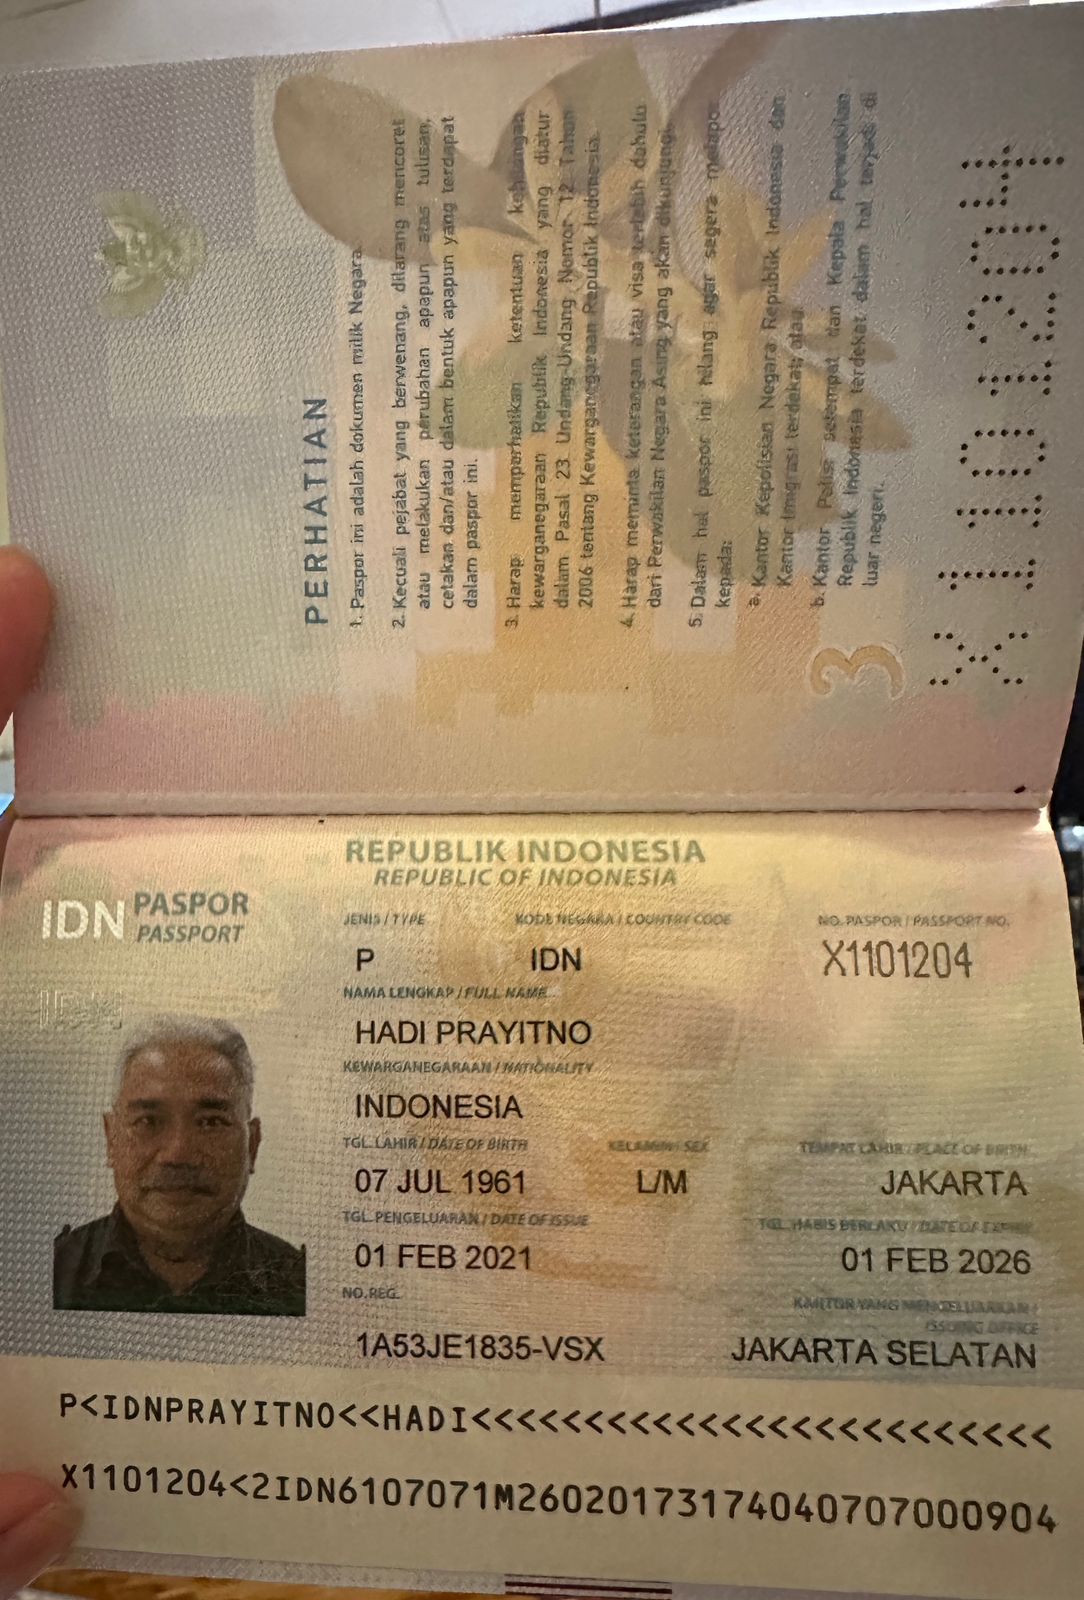 PERHATIAN
1. Paspor ini adalah dokumen milik Negara.
2. Kecuali pejabat yang berwenang, dilarang mencoret
atau melakukan perubahan apapun atas tulisan,
cetakan dan/atau dalam bentuk apapun yang terdapat
dalam paspor ini.
3. Harap memperhatikan ketentuan kehilangan
kewarganegaraan Republik Indonesia yang diatur
dalam Pasal 23 Undang-Undang Nomor 12 Tahun
2006 tentang Kewarganegaraan Republik Indonesia.
4. Harap meminta keterangan atau visa terlebih dahulu
dari Perwakilan Negara Asing yang akan dikunjungi.
5. Dalam hal paspor ini hilang agar segera melapor
kepada:
a. Kantor Kepolisian Negara Republik Indonesia dan
Kantor Imigrasi terdekat; atau
b. Kantor Polisi setempat dan Kepala Perwakilan
Republik Indonesia terdekat dalam hal terjadi di
luar negeri.
3
X1101204
REPUBLIK INDONESIA
REPUBLIC OF INDONESIA
IDN PASPOR
PASSPORT
JENIS / TYPE KODE NEGARA / COUNTRY CODE NO. PASPOR / PASSPORT NO.
P IDN X1101204
IDN
NAMA LENGKAP / FULL NAME
HADI PRAYITNO
KEWARGANEGARAAN / NATIONALITY
INDONESIA
TGL. LAHIR / DATE OF BIRTH KELAMIN / SEX TEMPAT LAHIR / PLACE OF BIRTH
07 JUL 1961 L/M JAKARTA
TGL. PENGELUARAN / DATE OF ISSUE TGL. HABIS BERLAKU / DATE OF EXPIRY
01 FEB 2021 01 FEB 2026
NO. REG. KANTOR YANG MENGELUARKAN /
ISSUING OFFICE
1A53JE1835-VSX JAKARTA SELATAN
P<IDNPRAYITNO<<HADI<<<<<<<<<<<<<<<<<<<<<<<<<
X1101204<2IDN6107071M2602017317404070700​0904